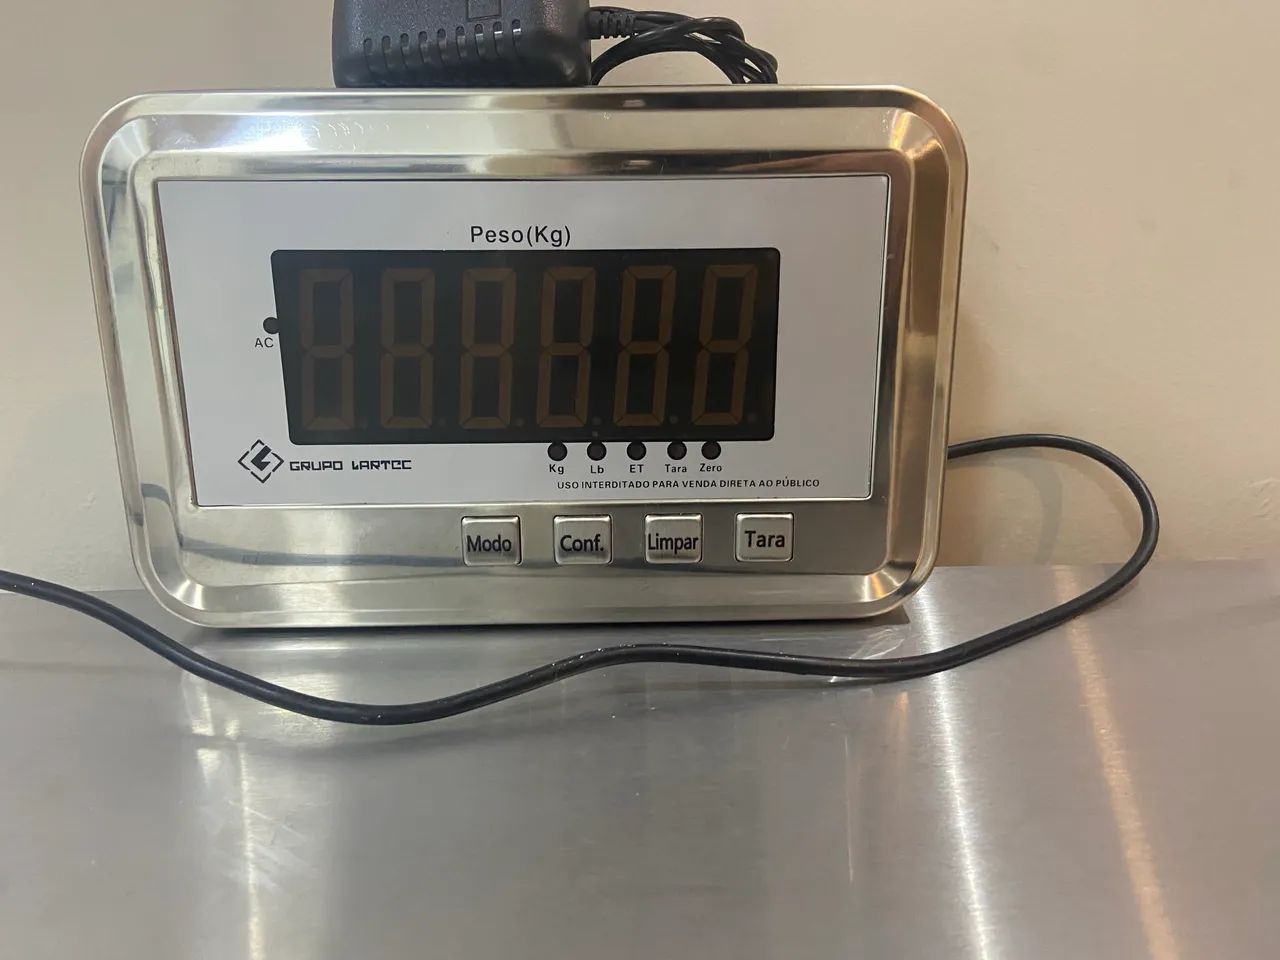 Peso(Kg)
AC
Kg Lb ET Tara Zero
GRUPO LARTEC
USO INTERDITADO PARA VENDA DIRETA AO PÚBLICO
Modo Conf. Limpar Tara